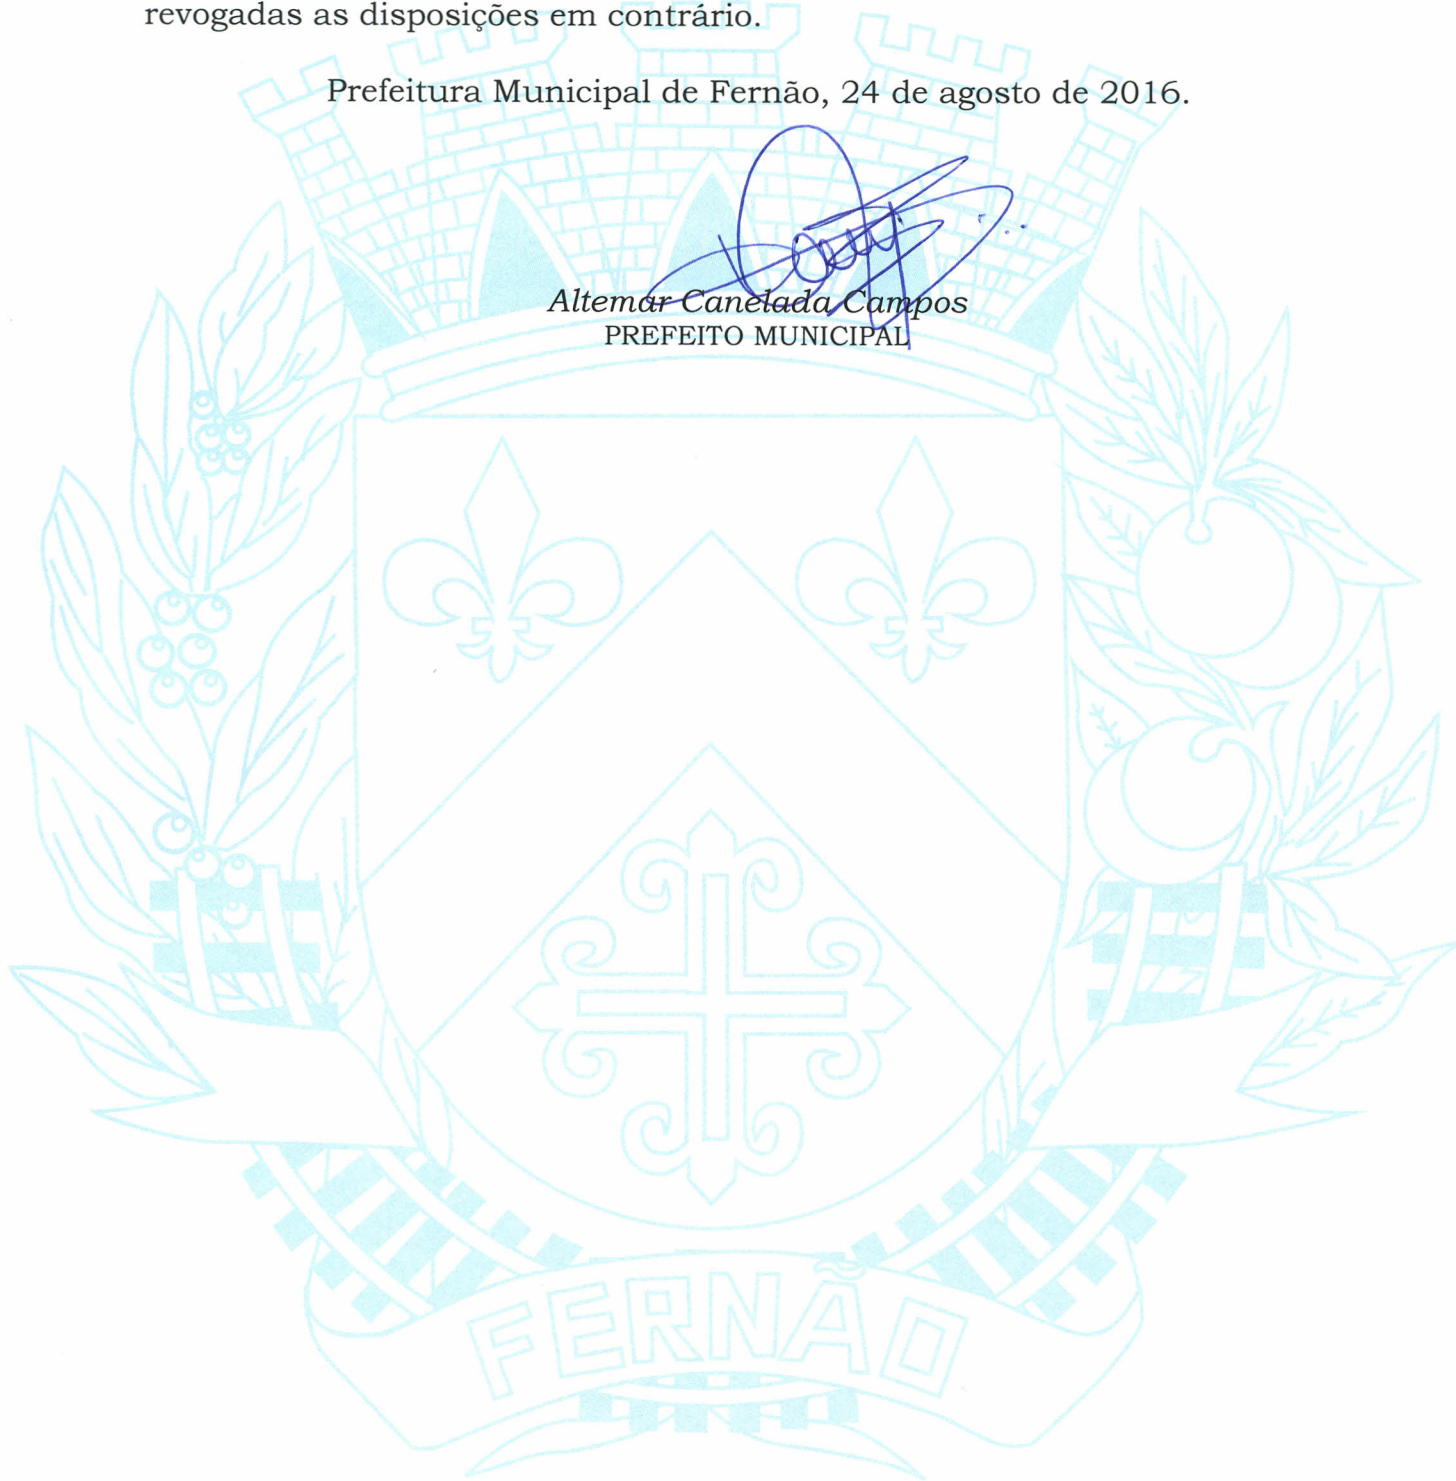 revogadas as disposições em contrário.
Prefeitura Municipal de Fernão, 24 de agosto de 2016.
Altemar Canelada Campos
PREFEITO MUNICIPAL
FERNÃO